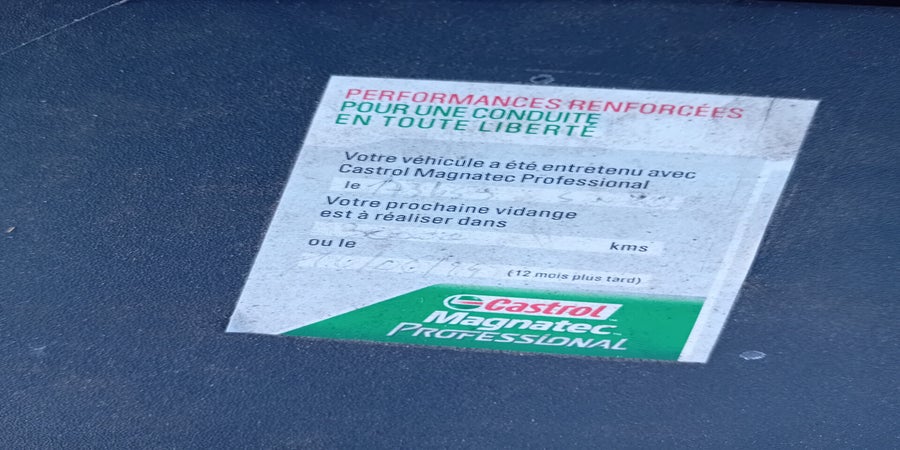 PERFORMANCES RENFORCÉES
POUR UNE CONDUITE
EN TOUTE LIBERTÉ
Votre véhicule a été entretenu avec
Castrol Magnatec Professional
le
Votre prochaine vidange
est à réaliser dans
kms
ou le
(12 mois plus tard)
Castrol
Magnatec
PROFESSIONAL